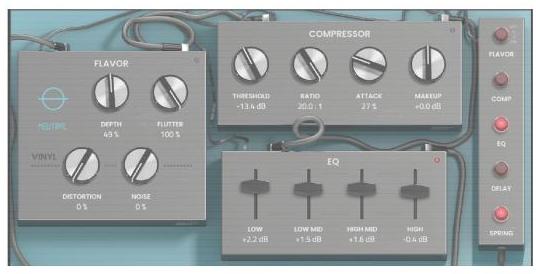 FLAVOR
NEUTRAL
DEPTH
49 %
FLUTTER
100 %
VINYL
DISTORTION
0 %
NOISE
0 %
COMPRESSOR
THRESHOLD
-13.4 dB
RATIO
20.0 : 1
ATTACK
27 %
MAKEUP
+0.0 dB
EQ
LOW
+2.2 dB
LOW MID
+1.5 dB
HIGH MID
+1.6 dB
HIGH
-0.4 dB
FLAVOR
COMP
EQ
DELAY
SPRING